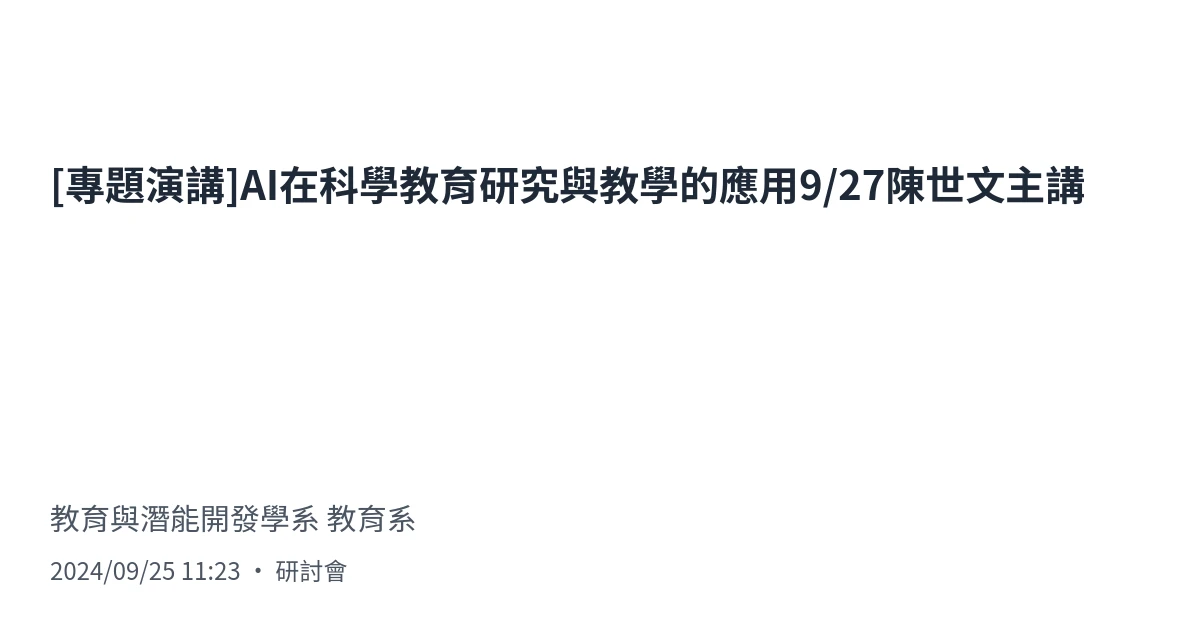 [專題演講]AI在科學教育研究與教學的應用9/27陳世文主講
教育與潛能開發學系 教育系
2024/09/25 11:23 · 研討會